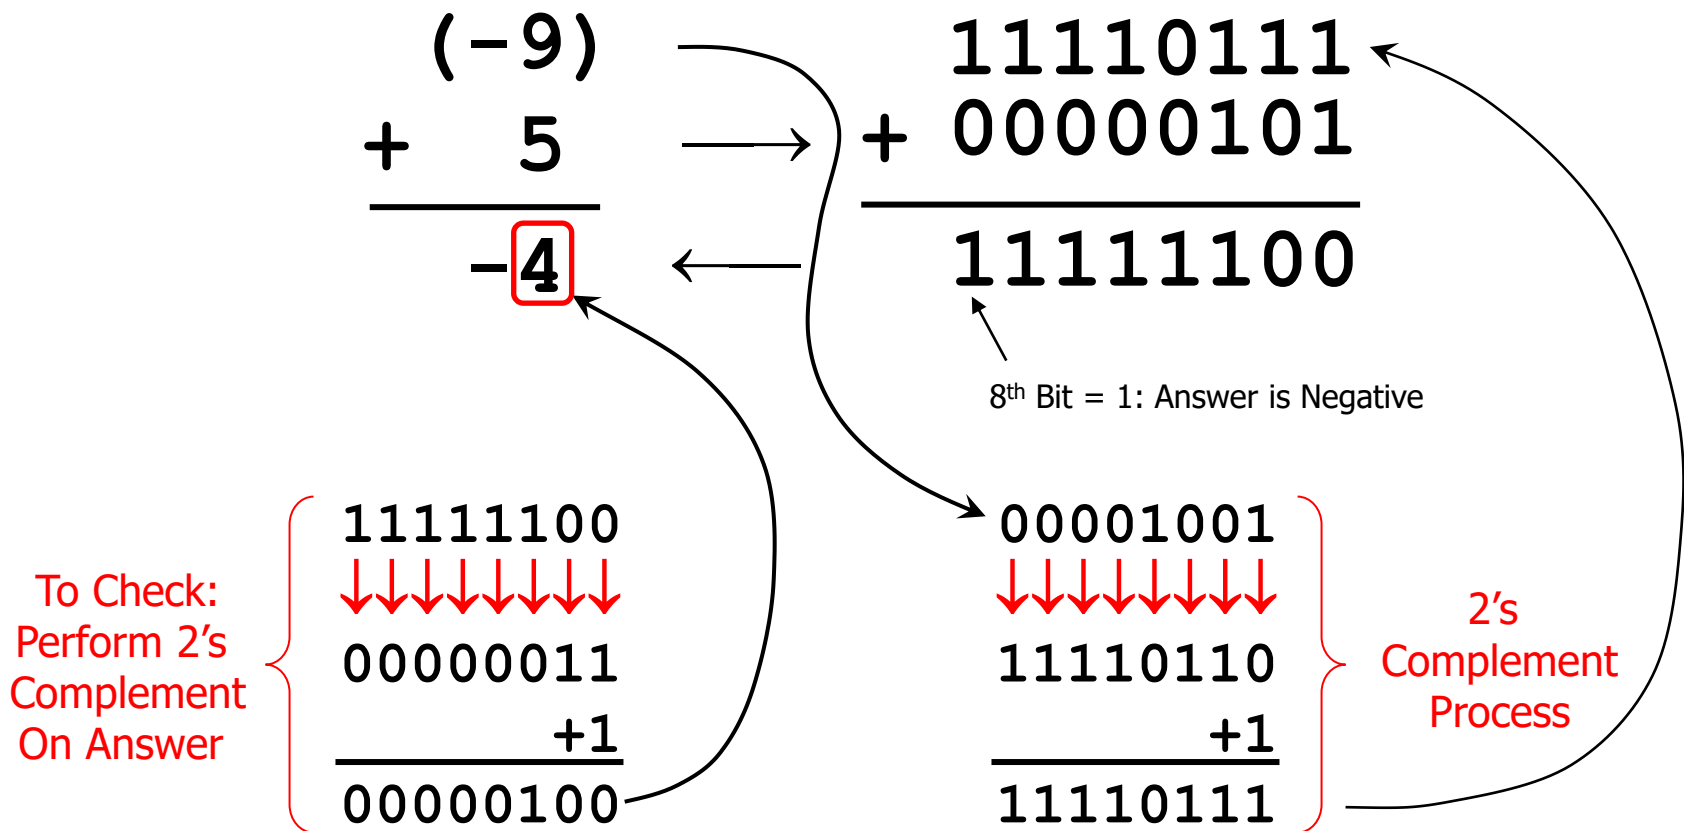 (-9)
+ 5
-4
11110111
+ 00000101
11111100
8th Bit = 1: Answer is Negative
To Check:
Perform 2's
Complement
On Answer
11111100
00000011
+1
00000100
00001001
11110110
+1
11110111
2's
Complement
Process